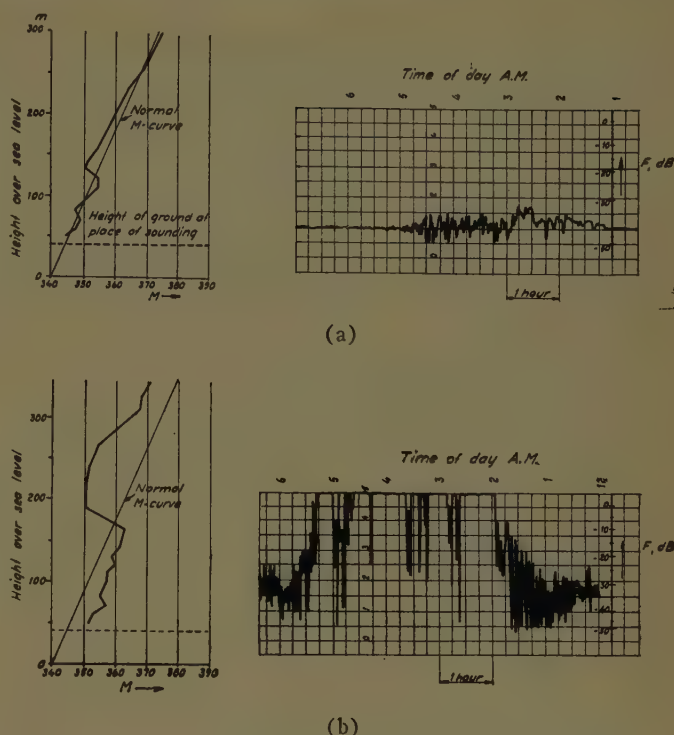 m
300
200
100
0
Height over sea level
Normal
M-curve
Height of ground at
place of sounding
340 350 360 370 380 390
M
Time of day A.M.
6 5 4 3 2 1
F, dB
1 hour
(a)
300
200
100
0
Height over sea level
Normal
M-curve
340 350 360 370 380 390
M
Time of day A.M.
6 5 4 3 2 1 12
F, dB
1 hour
(b)